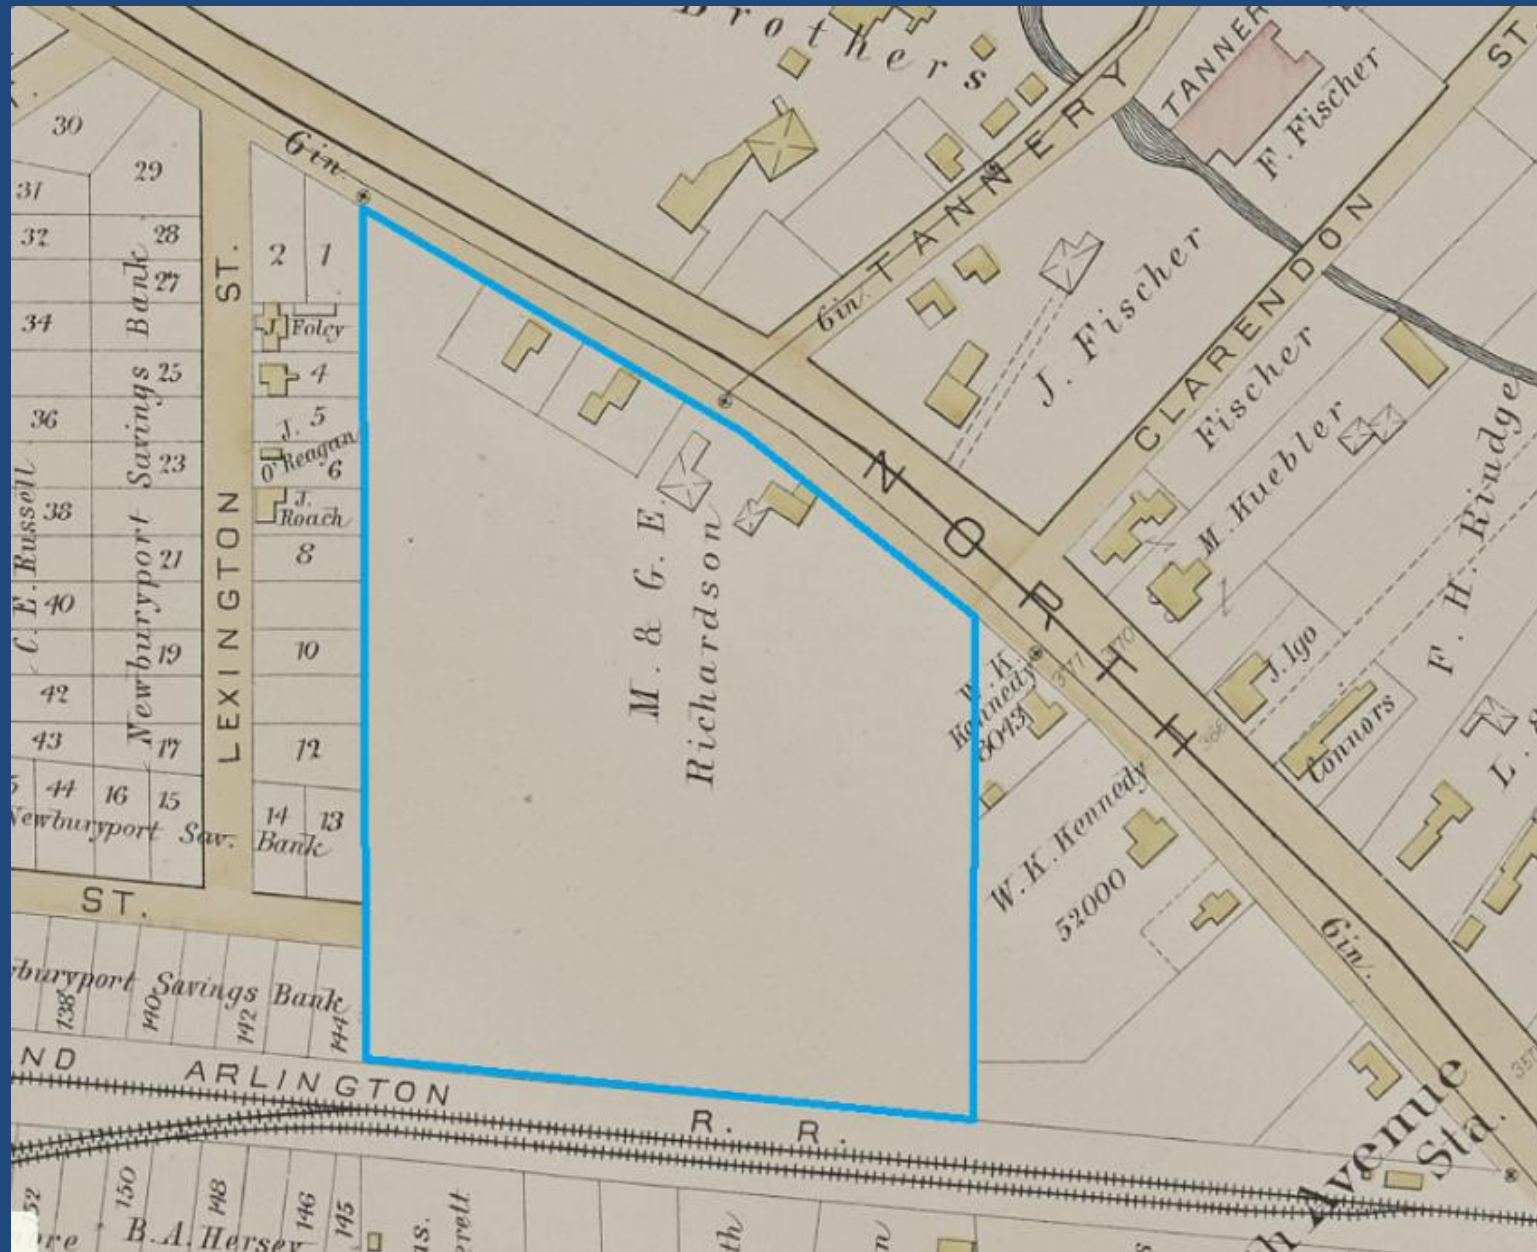 Brothers
TANNER
F. Fischer
ST
6in.
TANNERY
6in.
30
29
31
32
28
27
34
25
36
23
38
21
40
19
42
43
17
44
16
15
Newburyport Savings Bank
C. E. Russell
LEXINGTON ST.
2
1
J. Foley
4
J. 5
O'Reagan
6
J.
Roach
8
10
12
14
13
Newburyport Sav. Bank
ST.
M. & G. E.
Richardson
J. Fischer
CLARENDON
Fischer
M. Kuebler
F. H. Rindge
NORTH
J. Igo
Connors
L.
W. K.
Kennedy
8043
371
370
366
W. K. Kennedy
52000
6in.
Savings Bank
138
140
142
144
ARLINGTON R. R.
150
148
146
145
B. A. Hersey
Avenue
Sta.